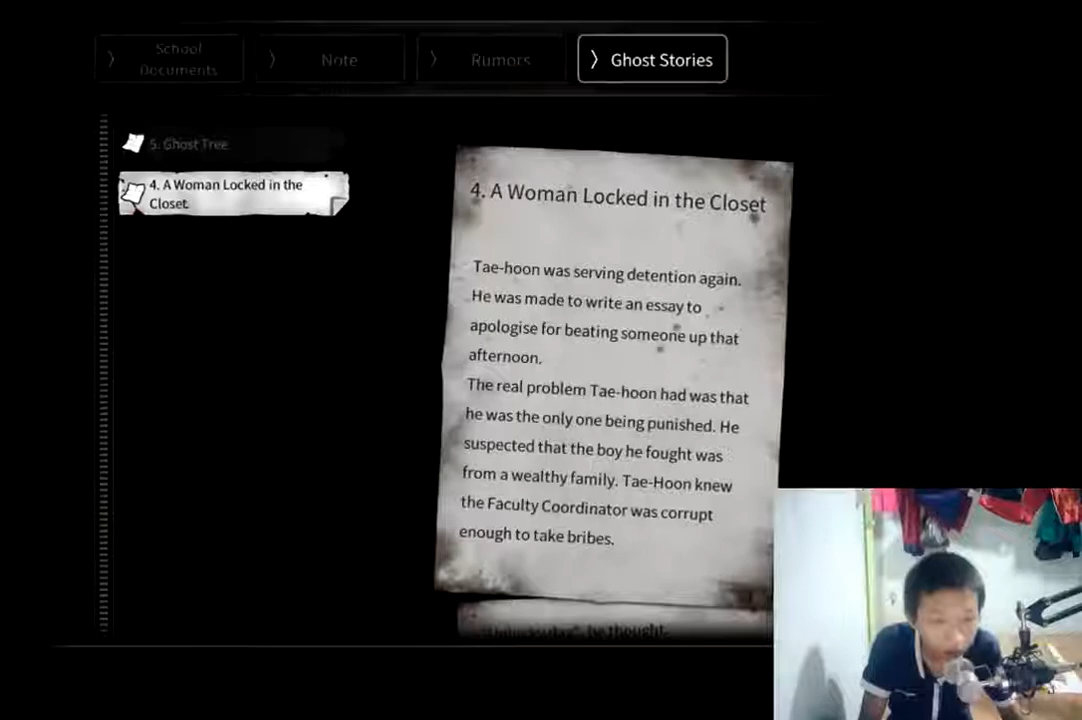 School
Documents
Note
Rumors
Ghost Stories
5. Ghost Tree
4. A Woman Locked in the
Closet
4. A Woman Locked in the Closet
Tae-hoon was serving detention again.
He was made to write an essay to
apologise for beating someone up that
afternoon.
The real problem Tae-hoon had was that
he was the only one being punished. He
suspected that the boy he fought was
from a wealthy family. Tae-Hoon knew
the Faculty Coordinator was corrupt
enough to take bribes.
he thought.